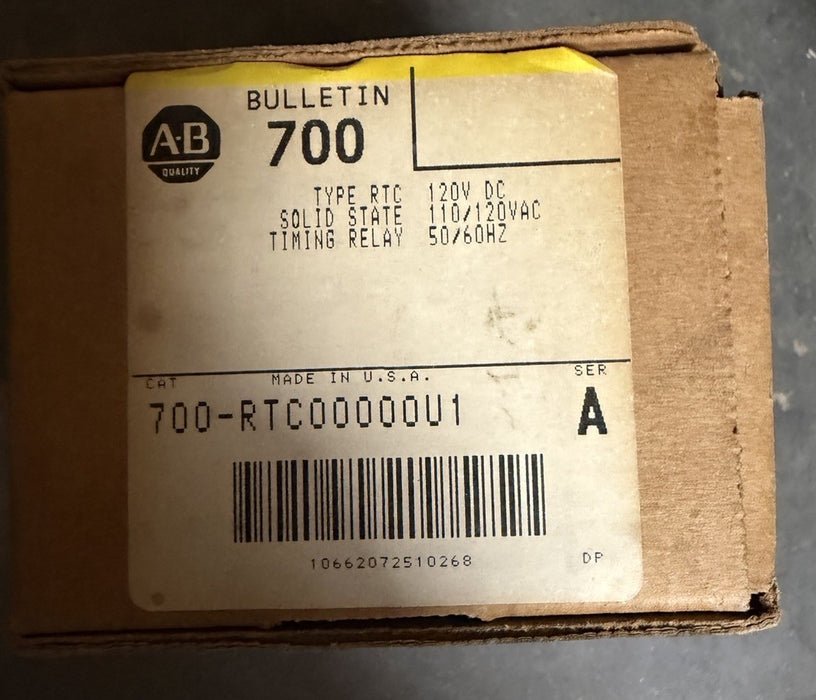 A-B
QUALITY
BULLETIN
700
TYPE RTC 120V DC
SOLID STATE 110/120VAC
TIMING RELAY 50/60HZ
CAT MADE IN U.S.A. SER
700-RTC00000U1 A
10662072510268 DP